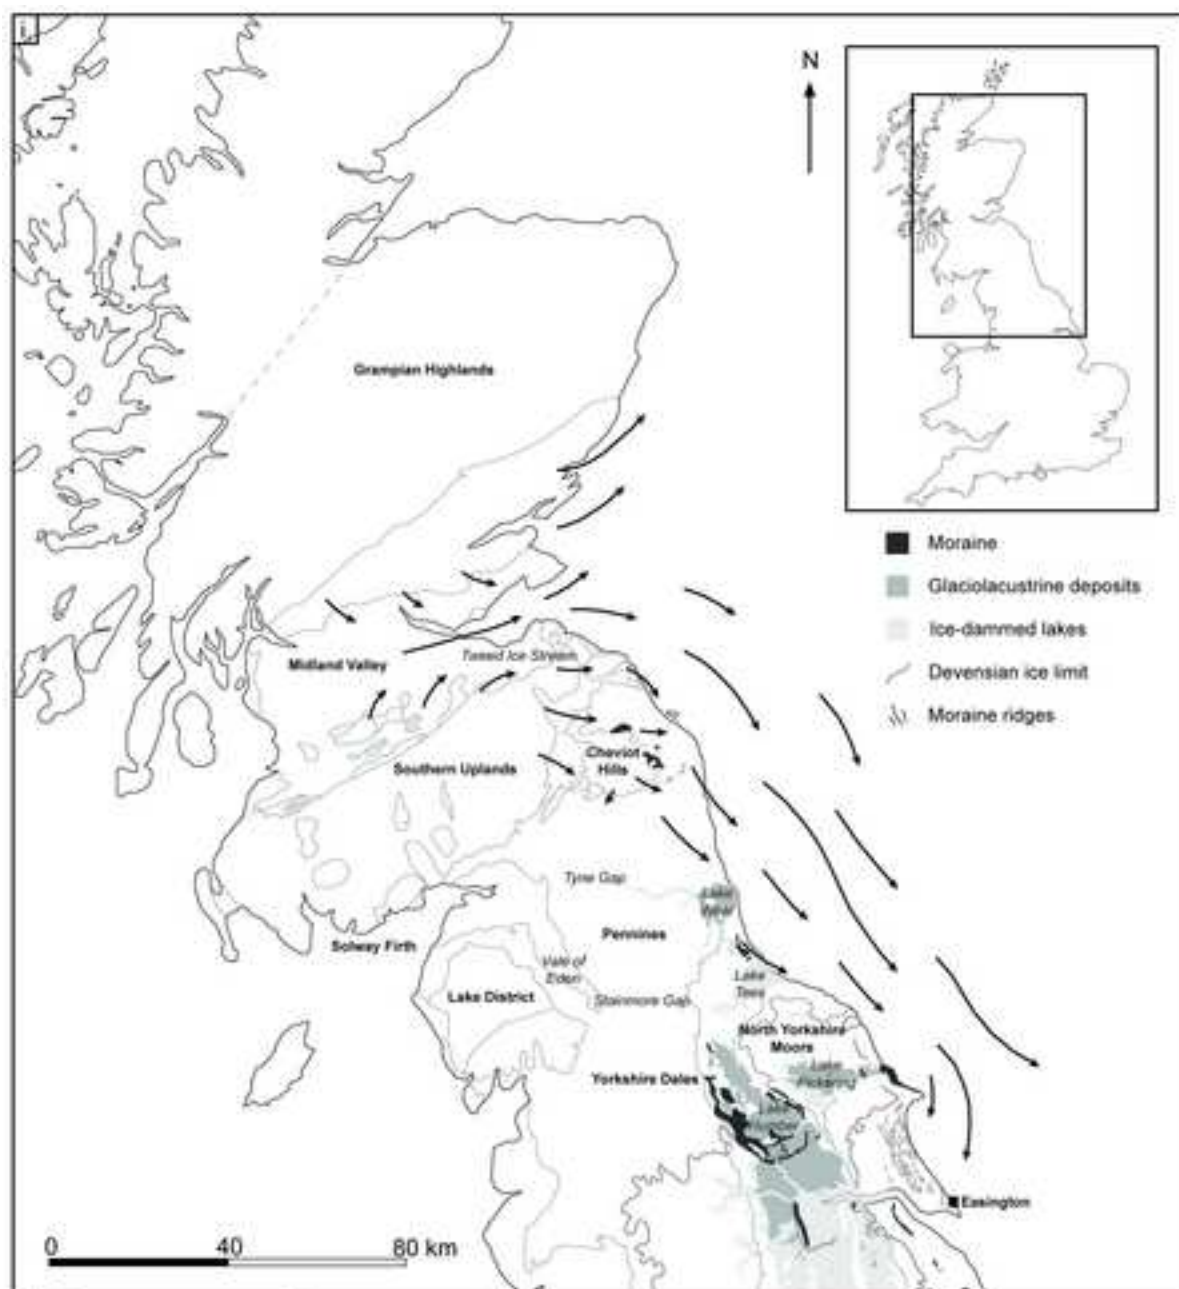 i
N
Grampian Highlands
Moraine
Glaciolacustrine deposits
Ice-dammed lakes
Devensian ice limit
Moraine ridges
Midland Valley
Tweed Ice Stream
Cheviot
Hills
Southern Uplands
Tyne Gap
Lake
Wear
Solway Firth
Pennines
Vale of
Eden
Lake
Tees
Lake District
Stainmore Gap
North Yorkshire
Moors
Yorkshire Dales
Lake
Pickering
Lake
Humber
Easington
0
40
80 km